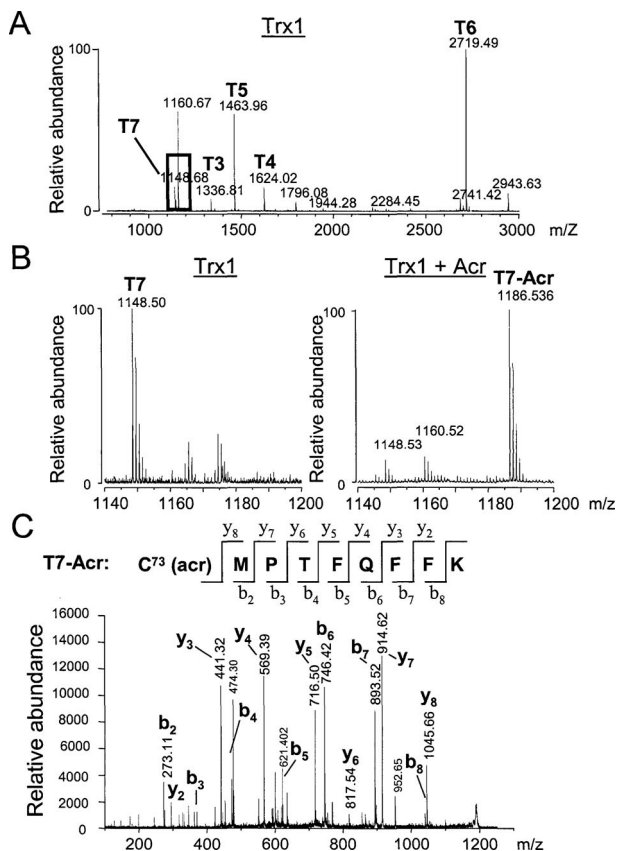 A
Trx1
Relative abundance
100
0
T7
1148.68
1160.67
T3
1336.81
T5
1463.96
T4
1624.02
1796.08
1944.28
2284.45
T6
2719.49
2741.42
2943.63
1000 1500 2000 2500 3000
m/Z
B
Trx1
Relative abundance
100
0
T7
1148.50
1140 1160 1180 1200
Trx1 + Acr
Relative abundance
100
0
1148.53
1160.52
T7-Acr
1186.536
1140 1160 1180 1200 m/z
C
y8 y7 y6 y5 y4 y3 y2
T7-Acr: C73 (acr) M P T F Q F F K
b2 b3 b4 b5 b6 b7 b8
Relative abundance
16000
14000
12000
10000
8000
6000
4000
2000
0
b2
273.11
y2
b3
y3
441.32
474.30
b4
y4
569.39
621.402
b5
y5
716.50
b6
746.42
817.54
y6
b7
893.52
914.62
y7
952.65
b8
y8
1045.66
200 400 600 800 1000 1200 m/z